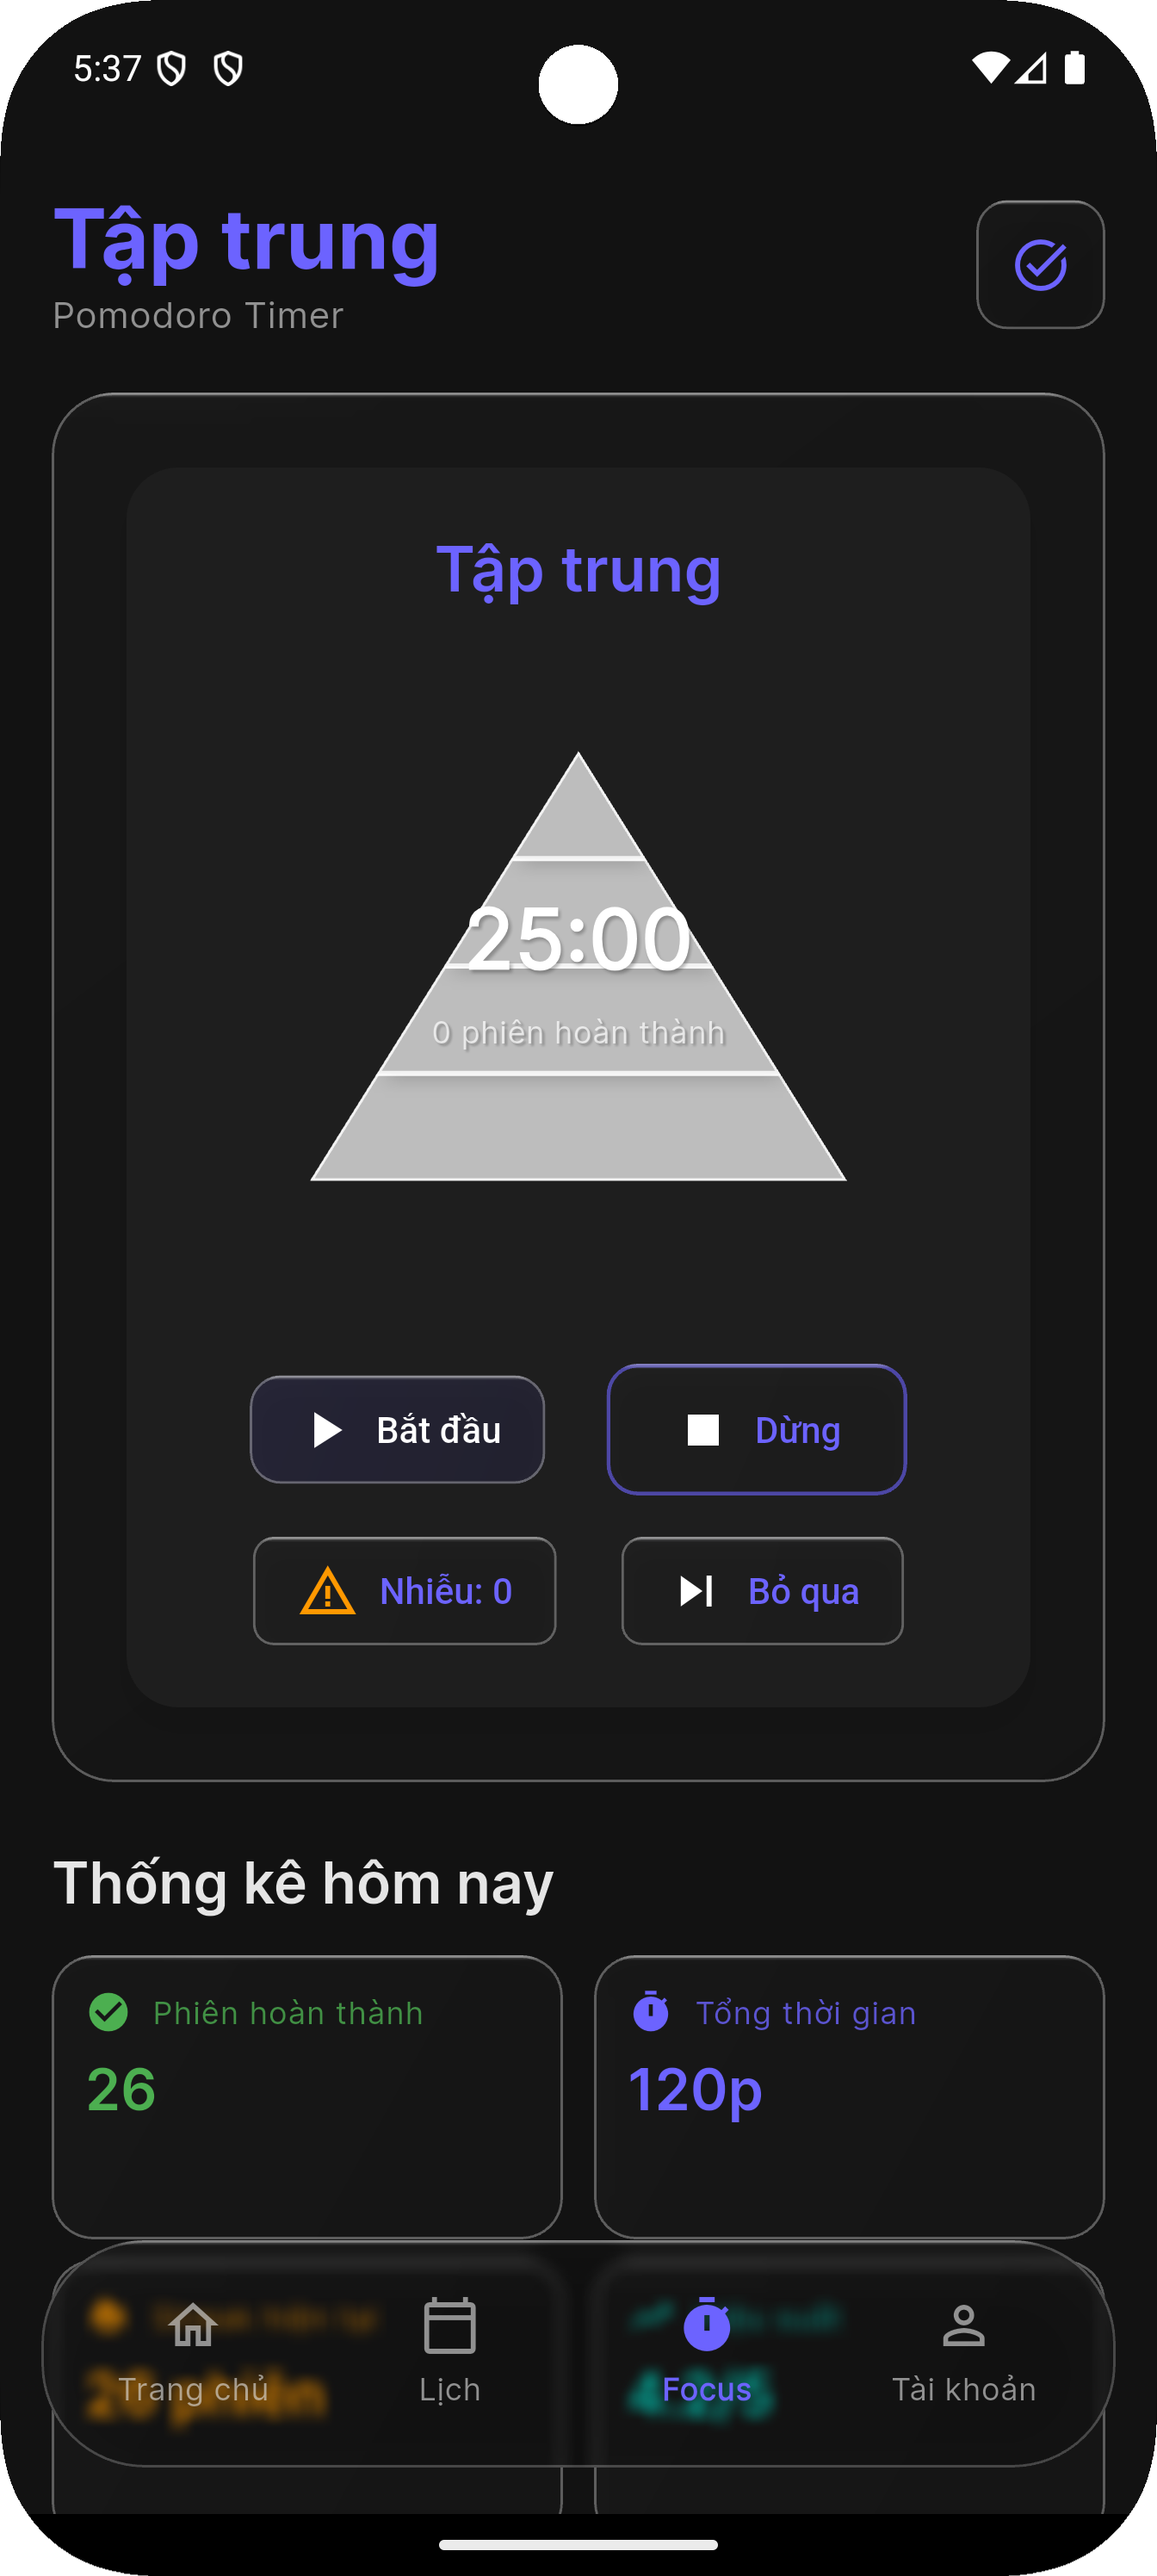 5:37
Tập trung
Pomodoro Timer
Tập trung
25:00
0 phiên hoàn thành
Bắt đầu
Dừng
Nhiễu: 0
Bỏ qua
Thống kê hôm nay
Phiên hoàn thành
Tổng thời gian
26
120p
Trang chủ
Lịch
Focus
Tài khoản